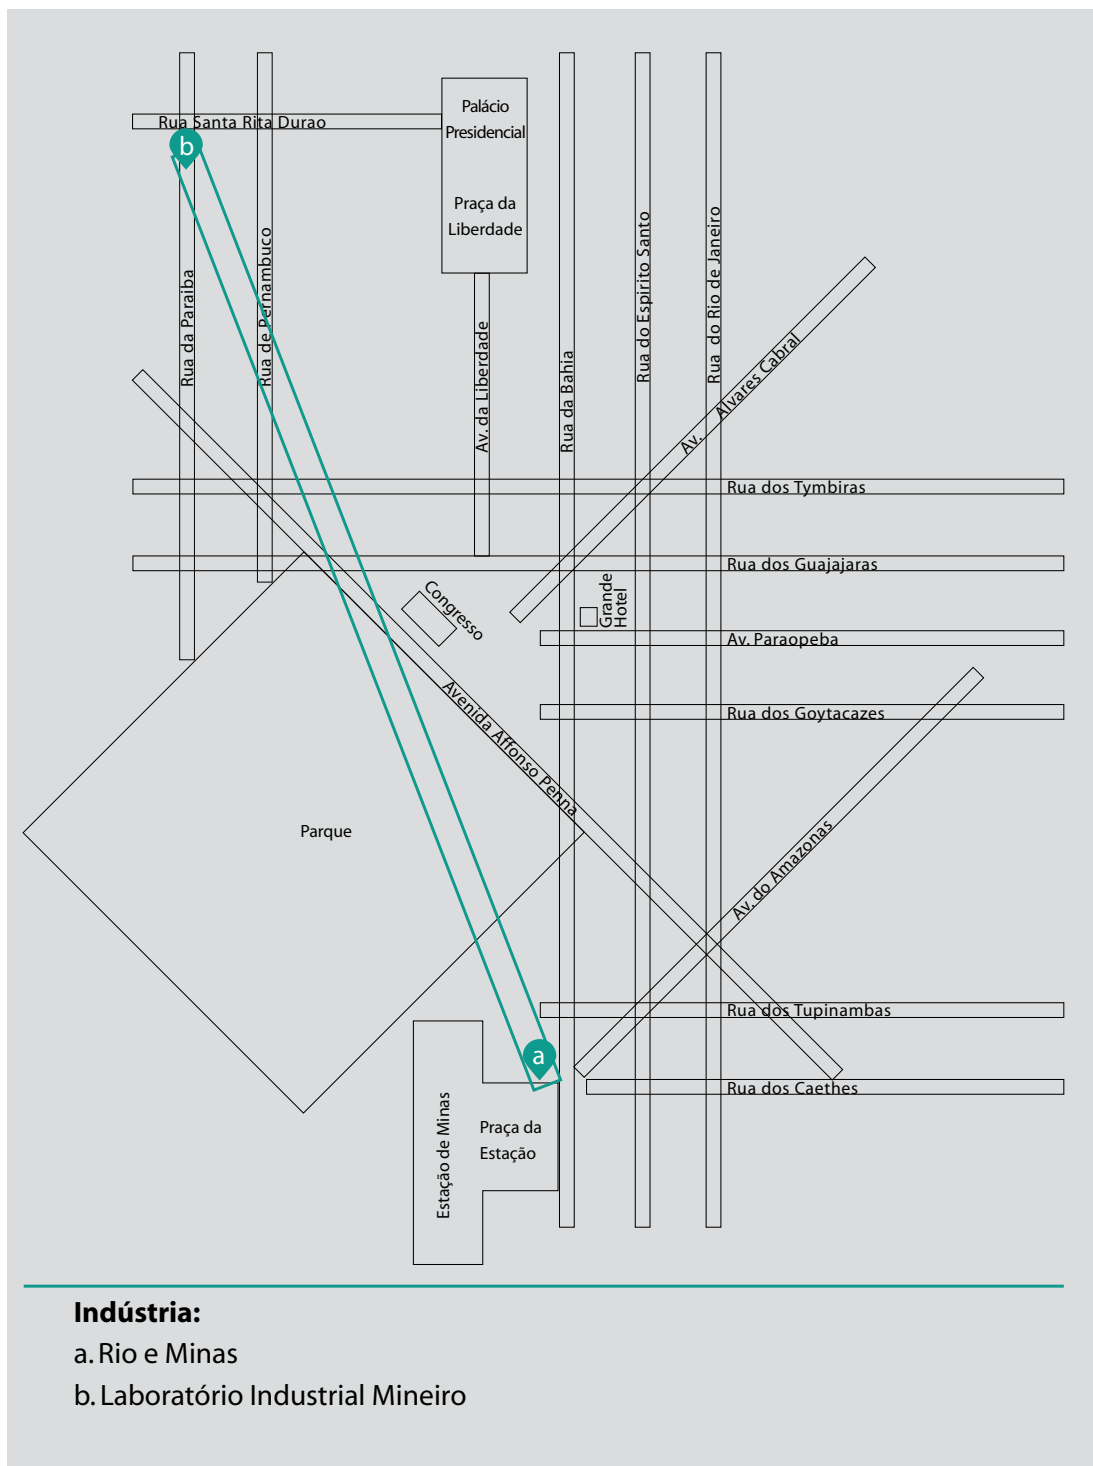 Palácio
Presidencial
Rua Santa Rita Durao
b
Praça da
Liberdade
Rua da Paraiba
Rua de Pernambuco
Av. da Liberdade
Rua da Bahia
Rua do Espirito Santo
Rua do Rio de Janeiro
Av. Alvares Cabral
Rua dos Tymbiras
Rua dos Guajajaras
Congresso
Grande
Hotel
Av. Paraopeba
Avenida Affonso Penna
Rua dos Goytacazes
Parque
Av. do Amazonas
Rua dos Tupinambas
a
Rua dos Caethes
Estação de Minas
Praça da
Estação
Indústria:
a. Rio e Minas
b. Laboratório Industrial Mineiro